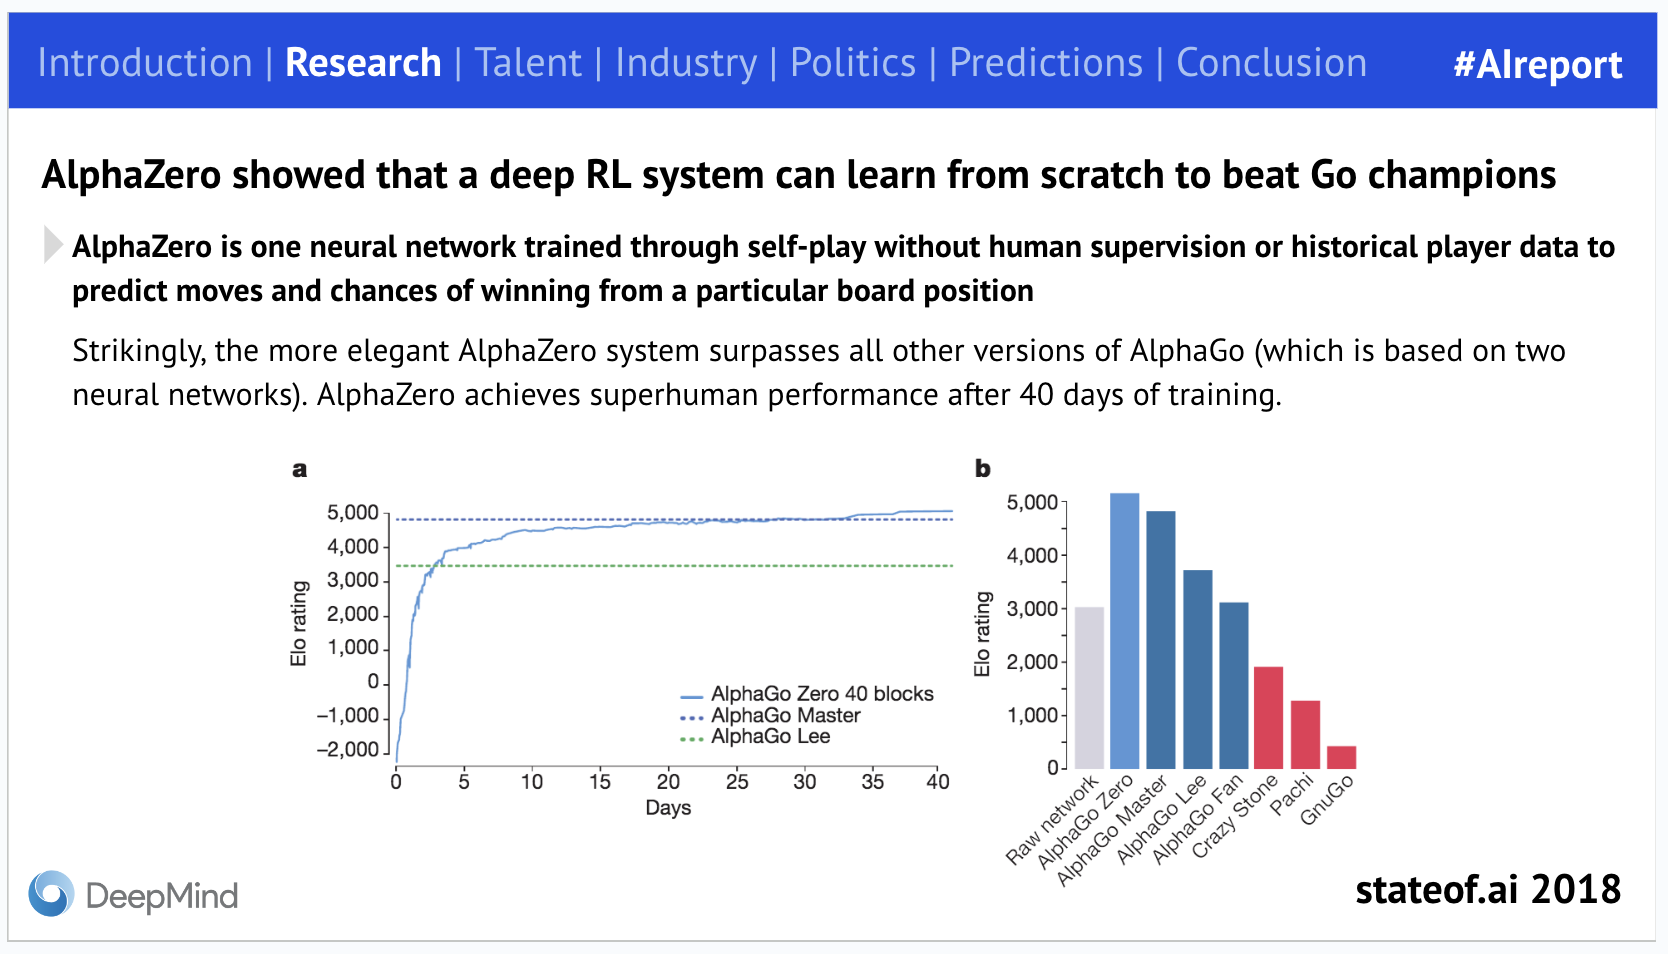 Introduction | Research | Talent | Industry | Politics | Predictions | Conclusion
#AIreport
AlphaZero showed that a deep RL system can learn from scratch to beat Go champions
AlphaZero is one neural network trained through self-play without human supervision or historical player data to
predict moves and chances of winning from a particular board position
Strikingly, the more elegant AlphaZero system surpasses all other versions of AlphaGo (which is based on two
neural networks). AlphaZero achieves superhuman performance after 40 days of training.
a
5,000
4,000
3,000
2,000
1,000
0
−1,000
−2,000
Elo rating
AlphaGo Zero 40 blocks
AlphaGo Master
AlphaGo Lee
0 5 10 15 20 25 30 35 40
Days
b
5,000
4,000
3,000
2,000
1,000
0
Elo rating
Raw network
AlphaGo Zero
AlphaGo Master
AlphaGo Lee
AlphaGo Fan
Crazy Stone
Pachi
GnuGo
DeepMind
stateof.ai 2018